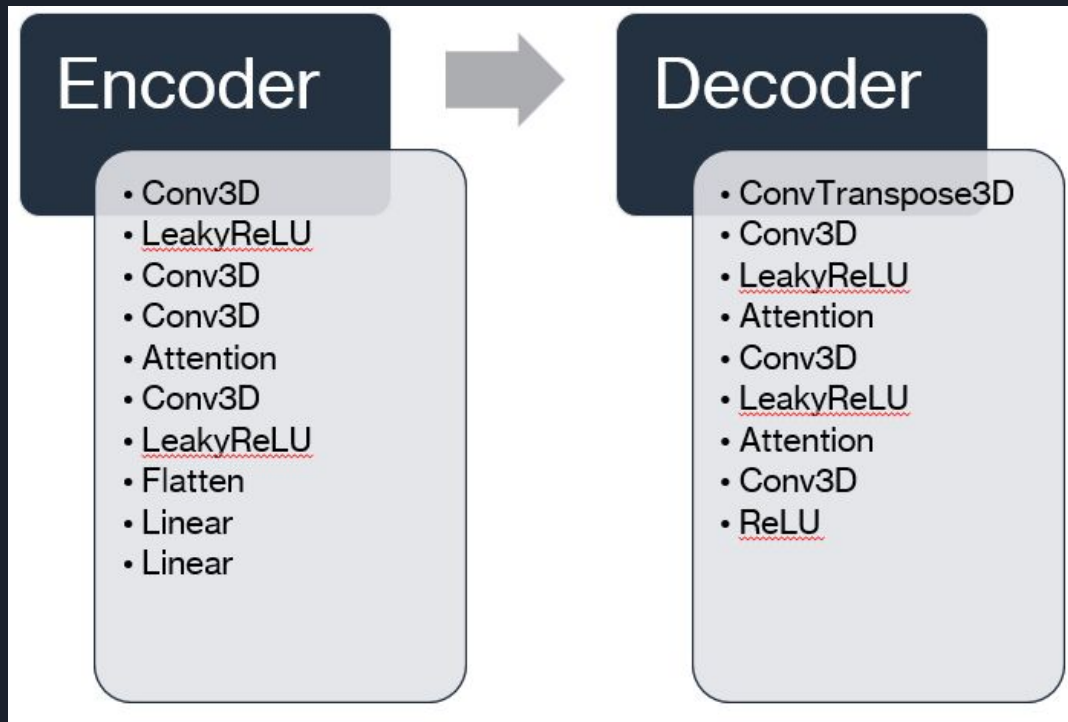 Encoder
• Conv3D
• LeakyReLU
• Conv3D
• Conv3D
• Attention
• Conv3D
• LeakyReLU
• Flatten
• Linear
• Linear
Decoder
• ConvTranspose3D
• Conv3D
• LeakyReLU
• Attention
• Conv3D
• LeakyReLU
• Attention
• Conv3D
• ReLU